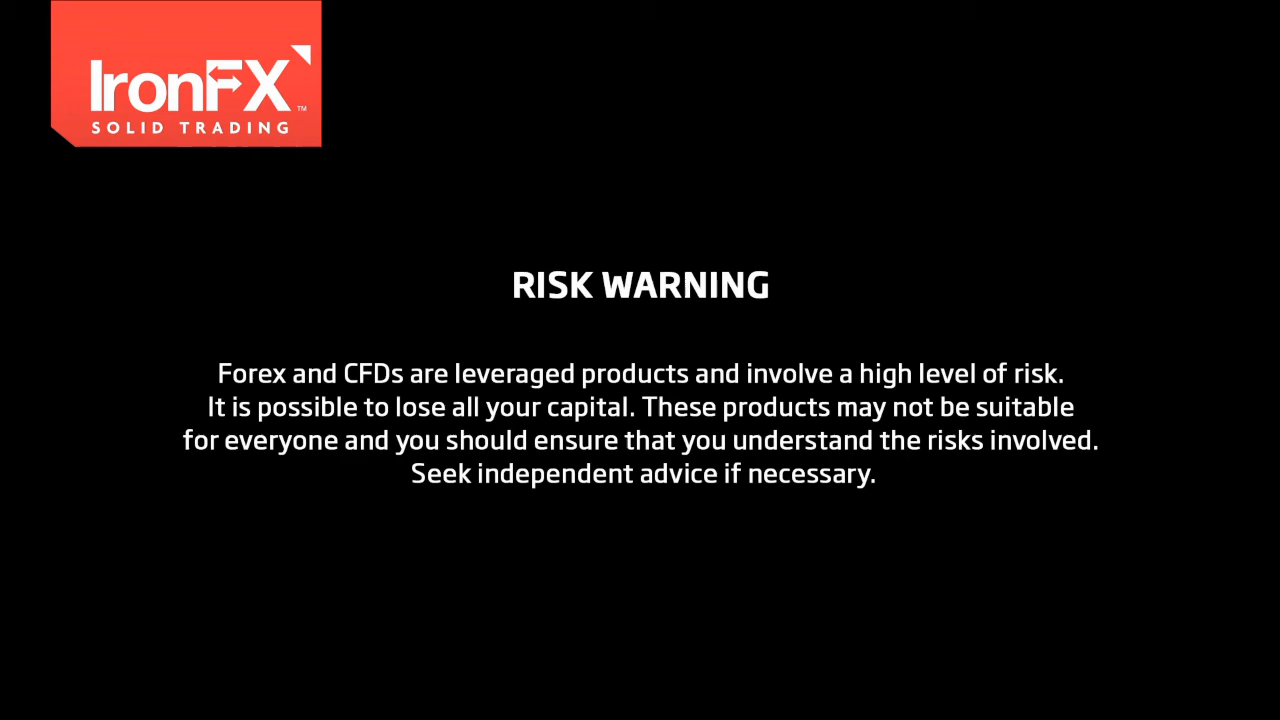 IronFX™
SOLID TRADING
RISK WARNING
Forex and CFDs are leveraged products and involve a high level of risk.
It is possible to lose all your capital. These products may not be suitable
for everyone and you should ensure that you understand the risks involved.
Seek independent advice if necessary.